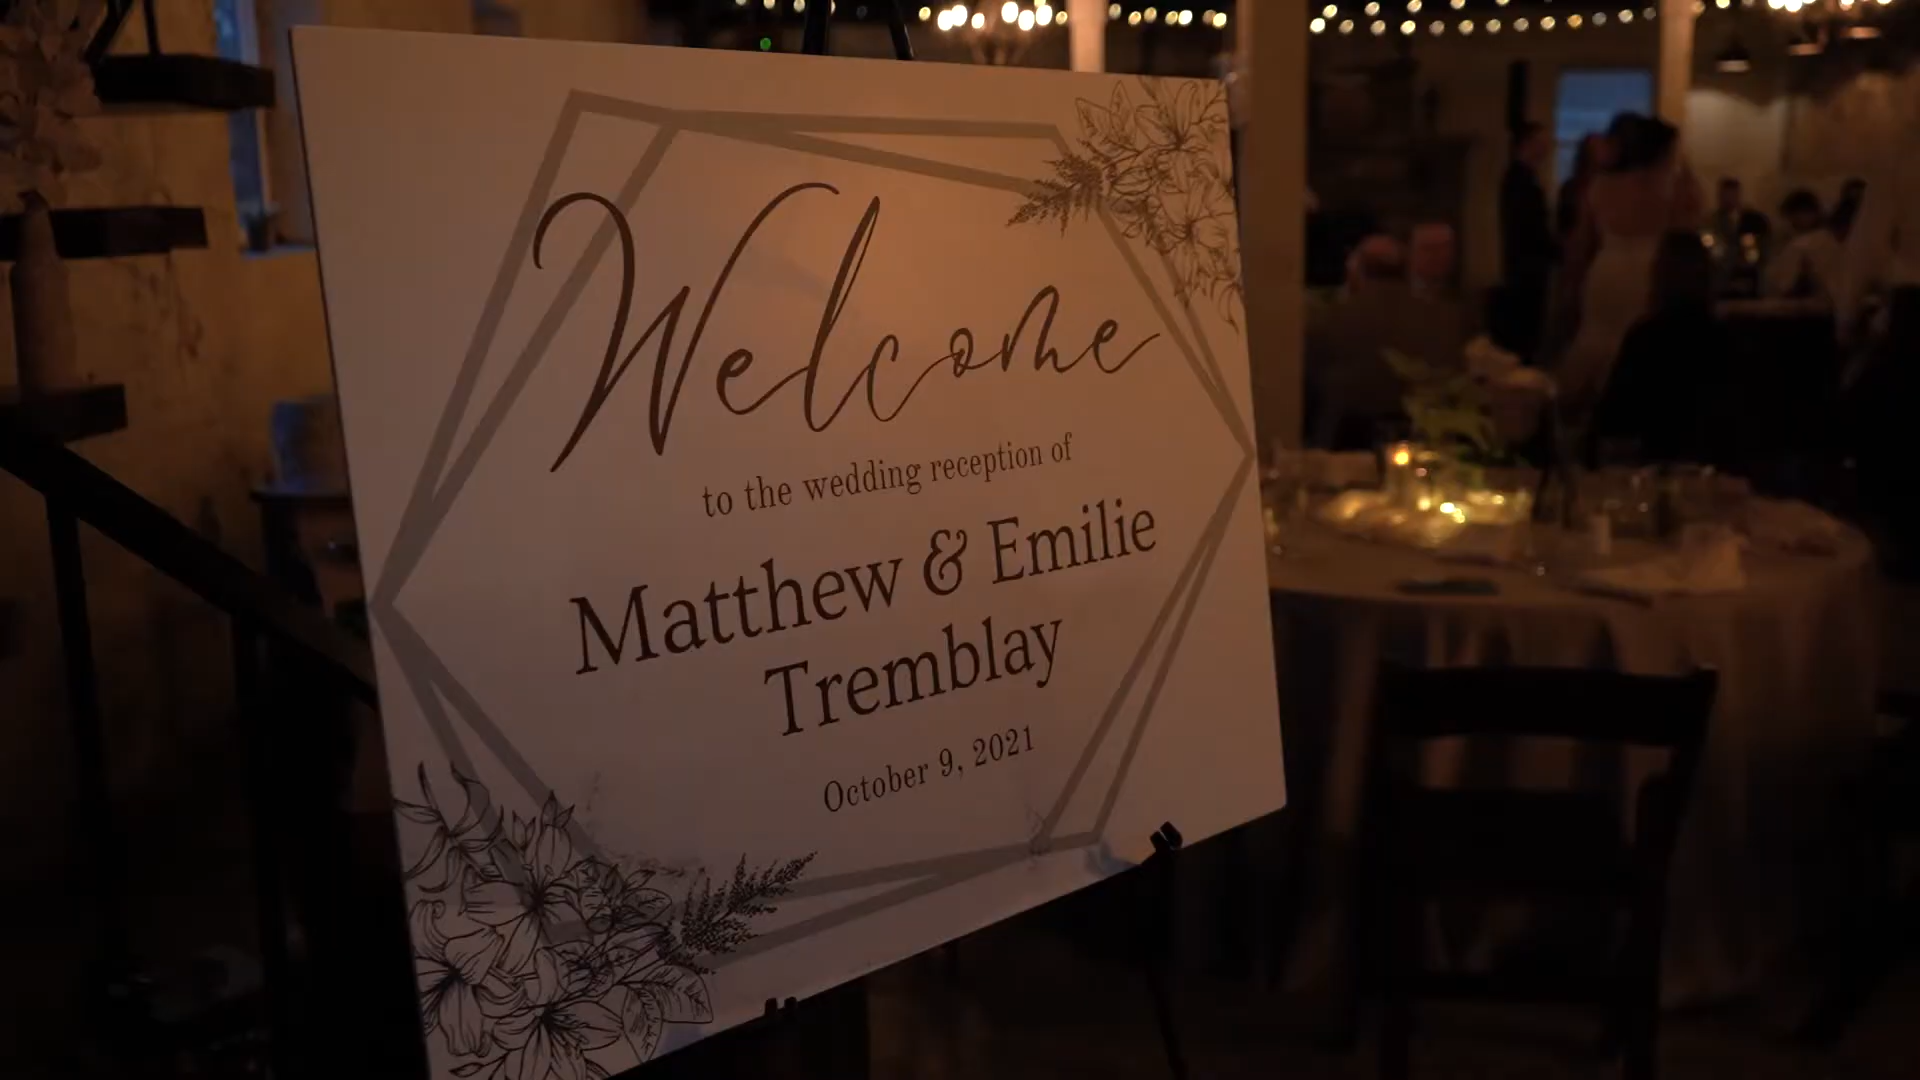 Welcome
to the wedding reception of
Matthew & Emilie
Tremblay
October 9, 2021